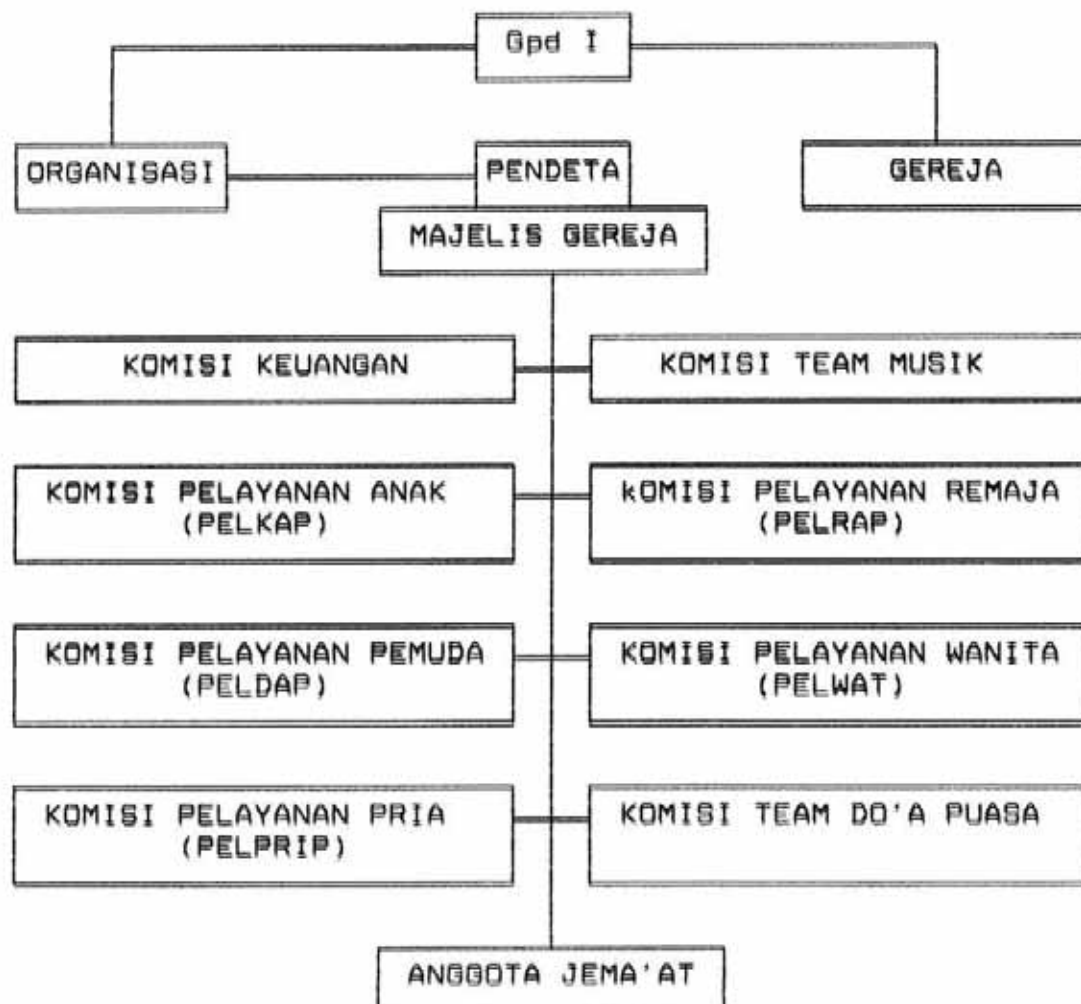 Gpd I
ORGANISASI
PENDETA
GEREJA
MAJELIS GEREJA
KOMISI KEUANGAN
KOMISI TEAM MUSIK
KOMISI PELAYANAN ANAK
(PELKAP)
kOMISI PELAYANAN REMAJA
(PELRAP)
KOMISI PELAYANAN PEMUDA
(PELDAP)
KOMISI PELAYANAN WANITA
(PELWAT)
KOMISI PELAYANAN PRIA
(PELPRIP)
KOMISI TEAM DO'A PUASA
ANGGOTA JEMA'AT